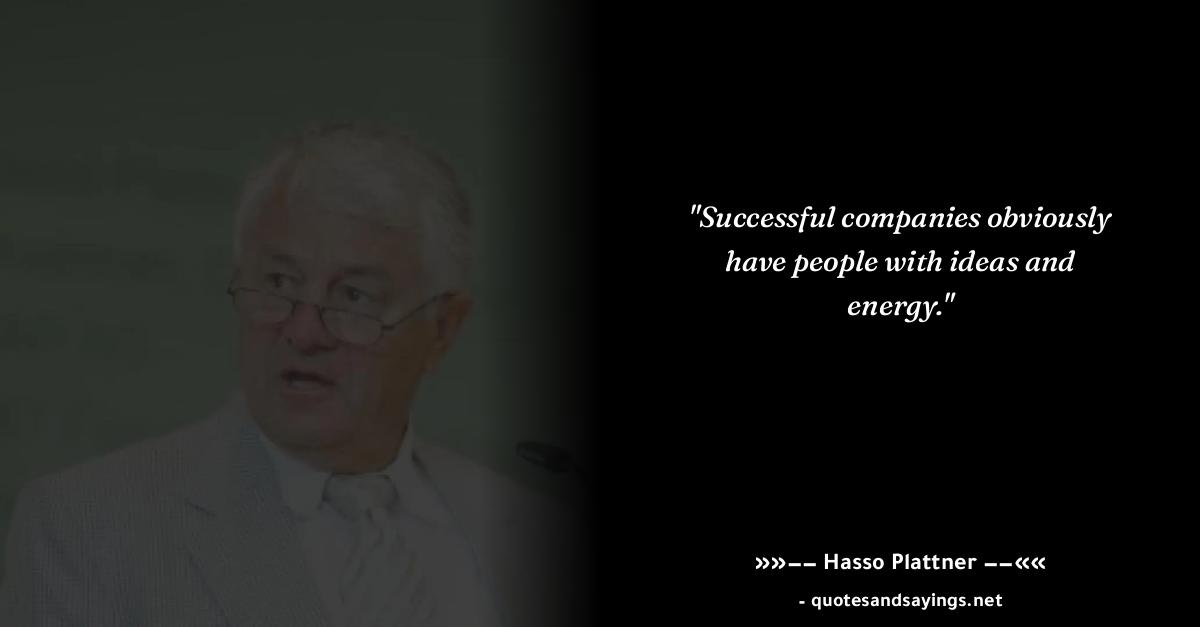 "Successful companies obviously
have people with ideas and
energy."
»»–– Hasso Plattner ––««
- quotesandsayings.net